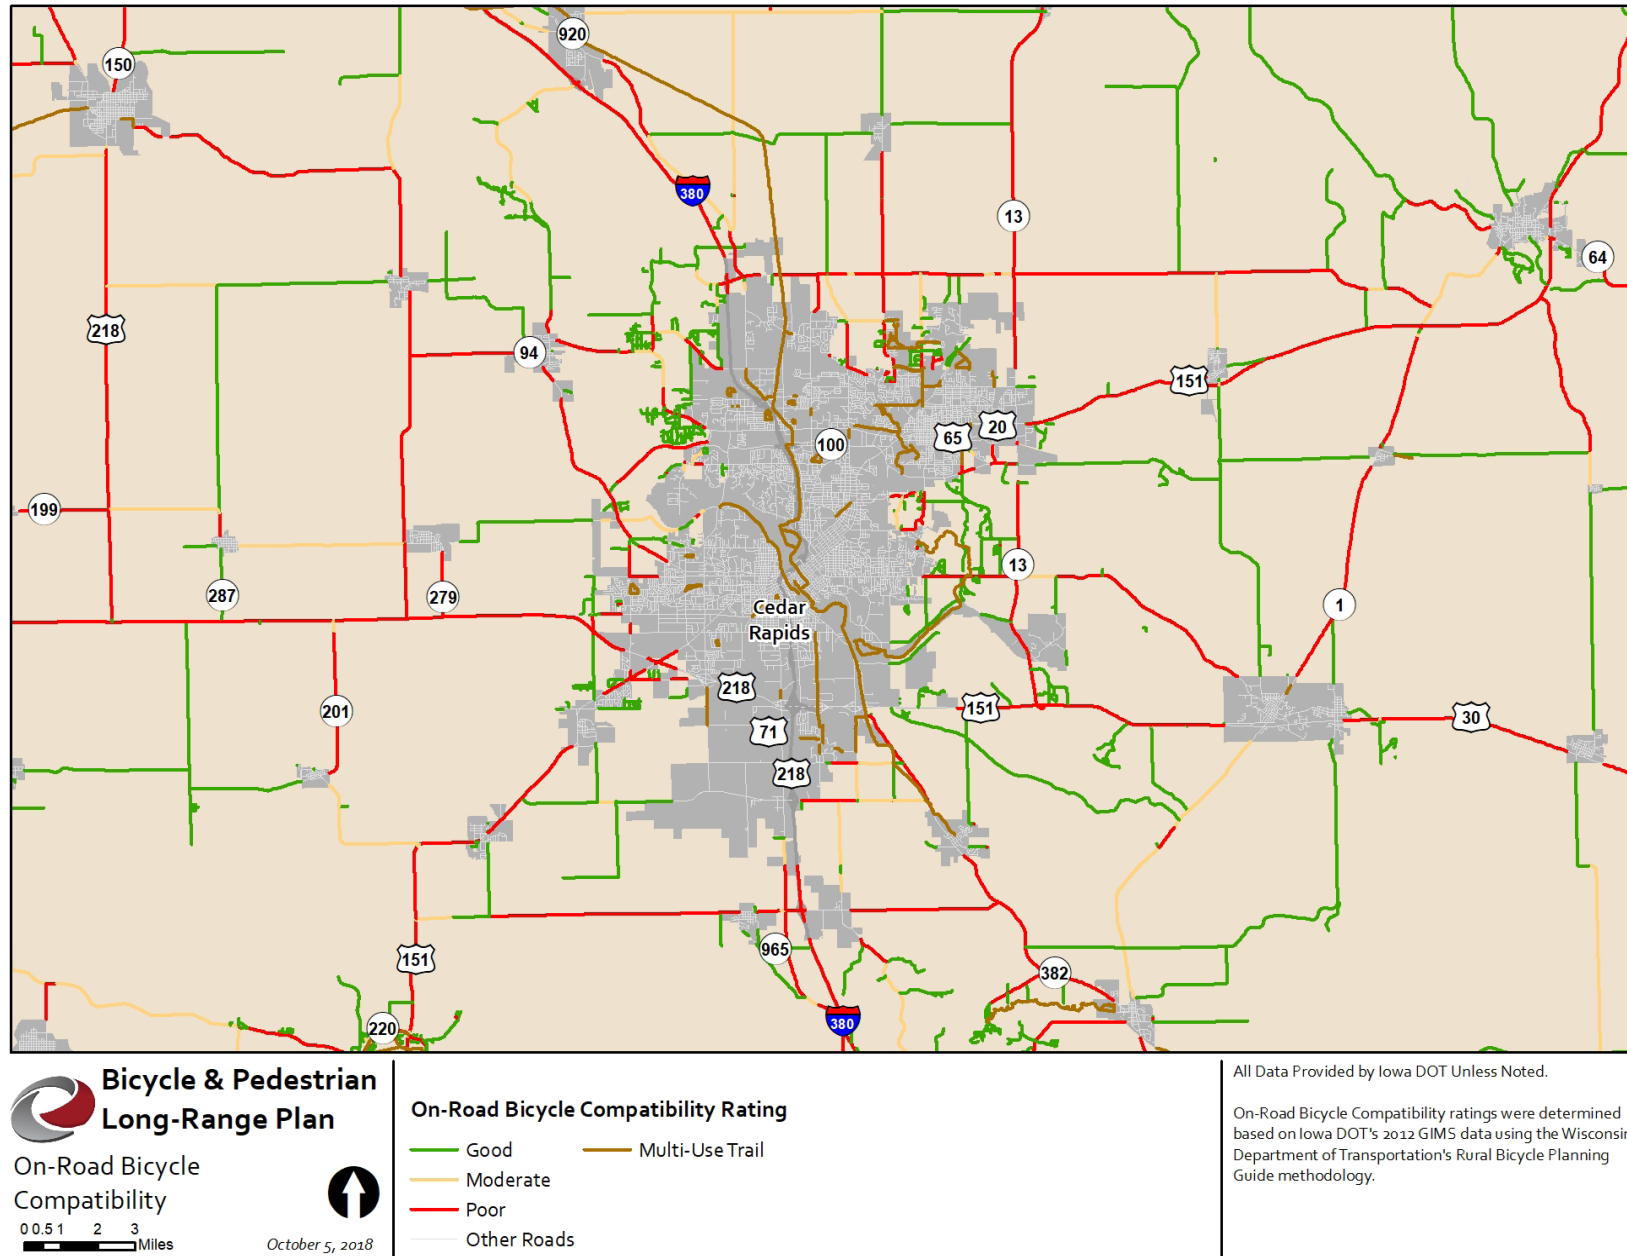 920
150
380
13
64
218
94
151
20
65
100
199
13
287
279
1
Cedar
Rapids
218
201
151
30
71
218
965
151
382
380
220
Bicycle & Pedestrian
Long-Range Plan
On-Road Bicycle
Compatibility
0 0.5 1 2 3
Miles
October 5, 2018
On-Road Bicycle Compatibility Rating
Good
Multi-Use Trail
Moderate
Poor
Other Roads
All Data Provided by Iowa DOT Unless Noted.
On-Road Bicycle Compatibility ratings were determined
based on Iowa DOT's 2012 GIMS data using the Wisconsin
Department of Transportation's Rural Bicycle Planning
Guide methodology.